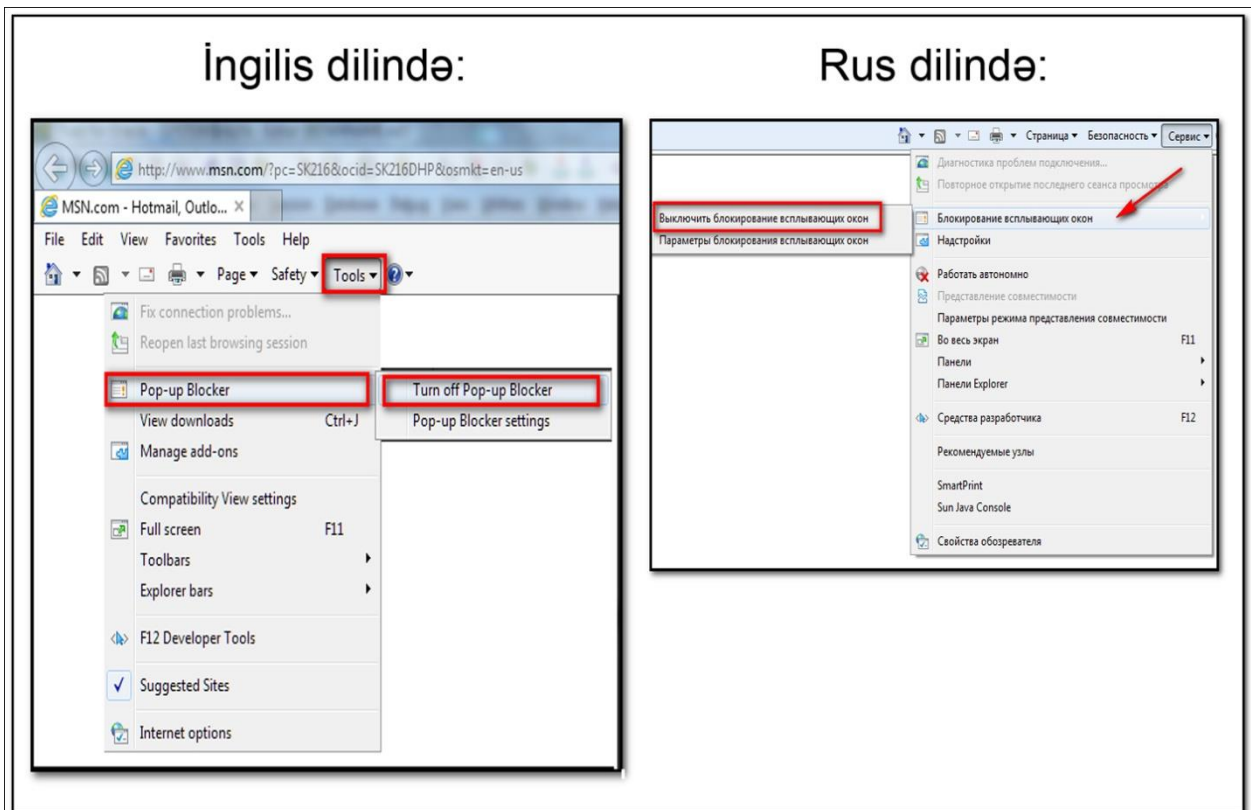 İngilis dilində:
http://www.msn.com/?pc=SK216&ocid=SK216DHP&osmkt=en-us
MSN.com - Hotmail, Outlo...
File Edit View Favorites Tools Help
Page Safety Tools
Fix connection problems...
Reopen last browsing session
Pop-up Blocker
Turn off Pop-up Blocker
View downloads Ctrl+J
Pop-up Blocker settings
Manage add-ons
Compatibility View settings
Full screen F11
Toolbars
Explorer bars
F12 Developer Tools
Suggested Sites
Internet options
Rus dilində:
Страница Безопасность Сервис
Диагностика проблем подключения...
Повторное открытие последнего сеанса просмотра
Выключить блокирование всплывающих окон
Блокирование всплывающих окон
Параметры блокирования всплывающих окон
Надстройки
Работать автономно
Представление совместимости
Параметры режима представления совместимости
Во весь экран F11
Панели
Панели Explorer
Средства разработчика F12
Рекомендуемые узлы
SmartPrint
Sun Java Console
Свойства обозревателя